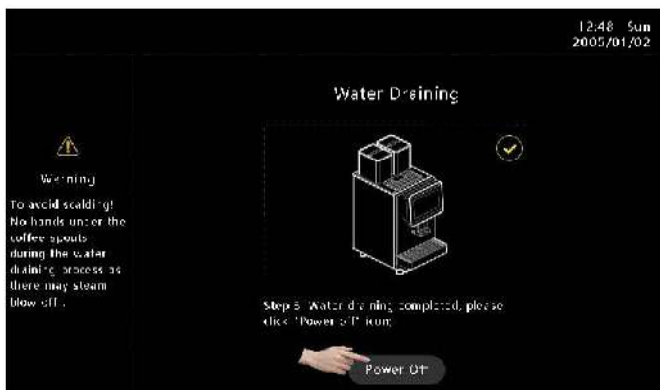 12:48 Sun
2005/01/02
Water Draining
Warning
To avoid scalding!
No hands under the
coffee spouts
during the water
draining process as
there may steam
blow off .
Water draining completed, please
click "Power off" icon;
Power Off